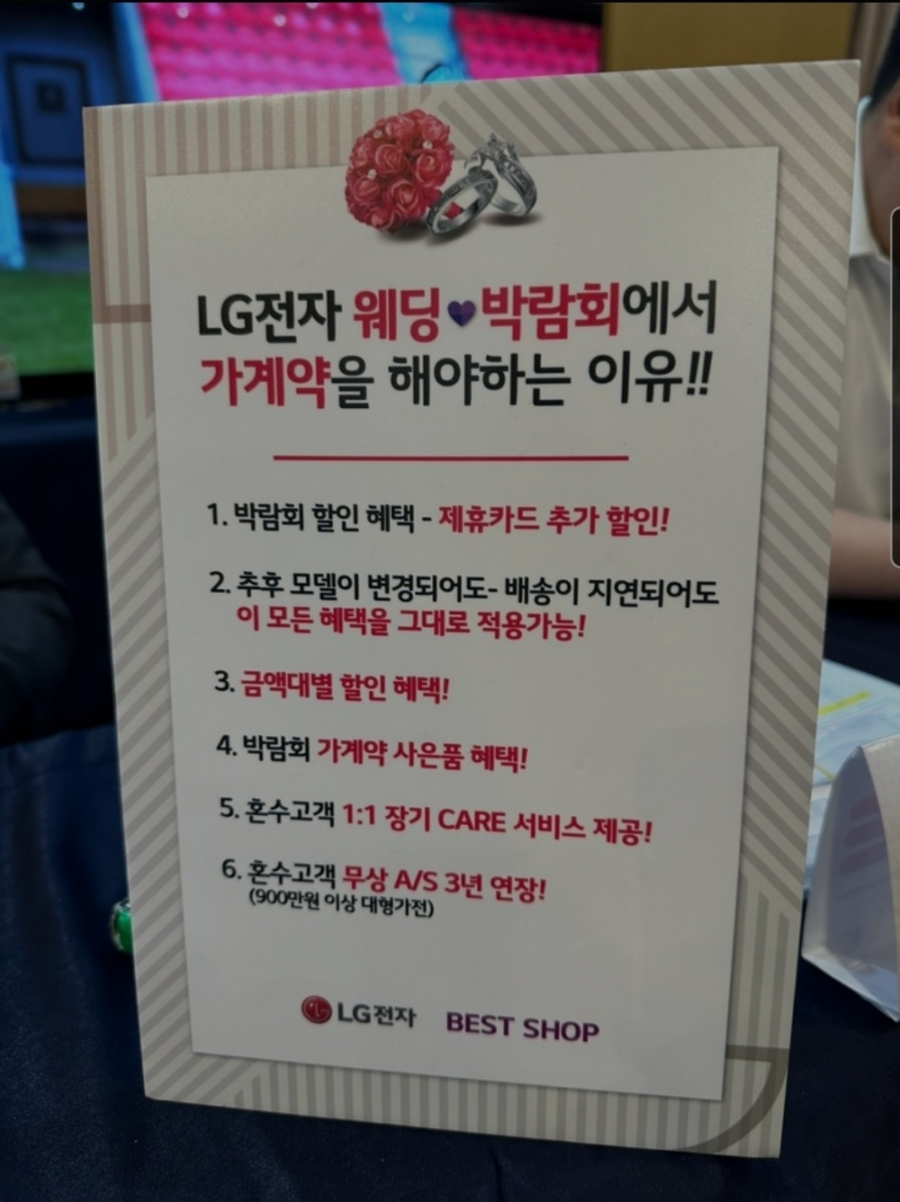 LG전자 웨딩♥박람회에서
가계약을 해야하는 이유!!
1. 박람회 할인 혜택 - 제휴카드 추가 할인!
2. 추후 모델이 변경되어도- 배송이 지연되어도
이 모든 혜택을 그대로 적용가능!
3. 금액대별 할인 혜택!
4. 박람회 가계약 사은품 혜택!
5. 혼수고객 1:1 장기 CARE 서비스 제공!
6. 혼수고객 무상 A/S 3년 연장!
(900만원 이상 대형가전)
LG전자 BEST SHOP